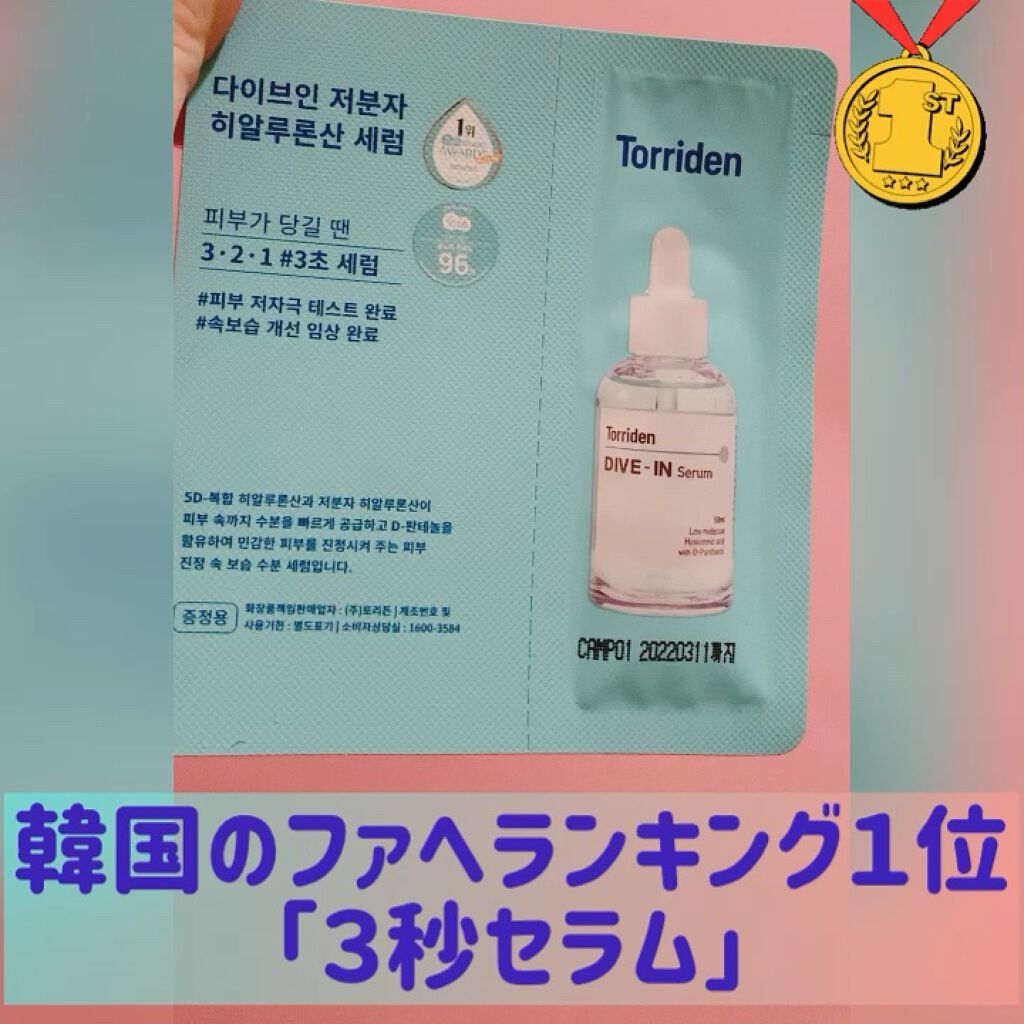 다이브인 저분자
히알루론산 세럼
1위
AWARDS
피부가 당길 땐
3·2·1 #3초 세럼
96%
#피부 저자극 테스트 완료
#속보습 개선 임상 완료
5D-복합 히알루론산과 저분자 히알루론산이
피부 속까지 수분을 빠르게 공급하고 D-판테놀을
함유하여 민감한 피부를 진정시켜 주는 피부
진정 속 보습 수분 세럼입니다.
증정용
화장품책임판매업자 : (주)토리든 | 제조번호 및
사용기한 : 별도표기 | 소비자상담실 : 1600-3584
Torriden
Torriden
DIVE-IN Serum
50ml
Low molecular
Hyaluronic acid
with D-Panthenol
CAMP01 20220311까지
1ST
韓国のファヘランキング1位
「3秒セラム」